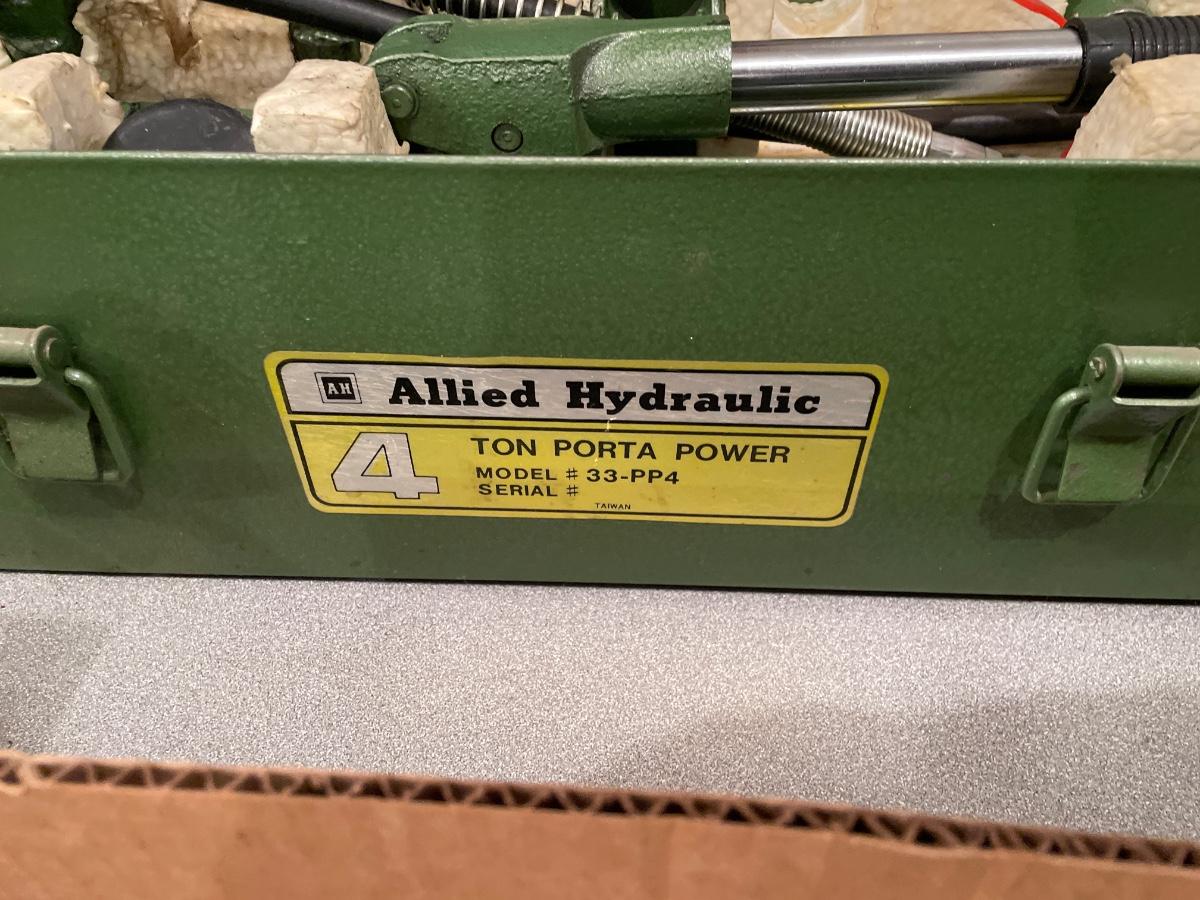 AH Allied Hydraulic
4
TON PORTA POWER
MODEL # 33-PP4
SERIAL #
TAIWAN